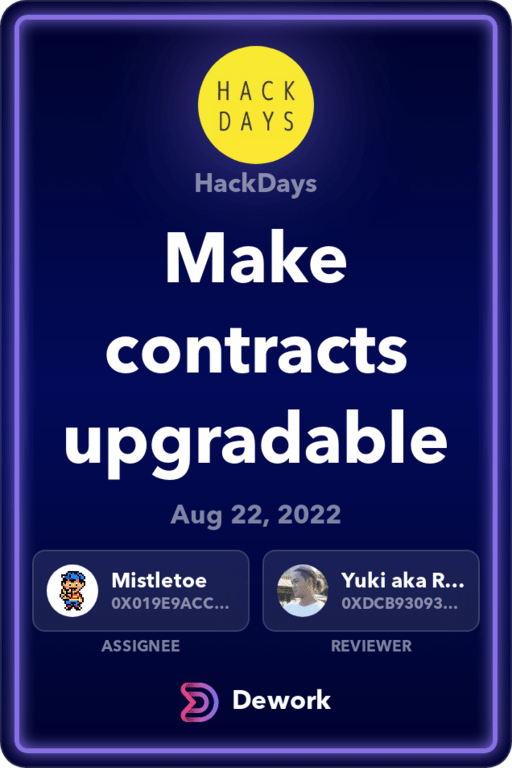 HACK
DAYS
HackDays
Make
contracts
upgradable
Aug 22, 2022
Mistletoe
0X019E9ACC...
ASSIGNEE
Yuki aka R...
0XDCB93093...
REVIEWER
Dework